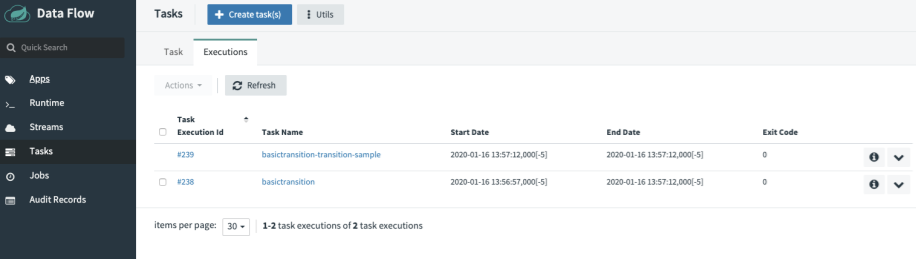 Data Flow
Quick Search
Apps
Runtime
Streams
Tasks
Jobs
Audit Records
Tasks
Create task(s)
Utils
Task Executions
Actions
Refresh
Task Execution Id Task Name Start Date End Date Exit Code
#239 basictransition-transition-sample 2020-01-16 13:57:12,000[-5] 2020-01-16 13:57:12,000[-5] 0
#238 basictransition 2020-01-16 13:56:57,000[-5] 2020-01-16 13:57:12,000[-5] 0
items per page: 30 1-2 task executions of 2 task executions